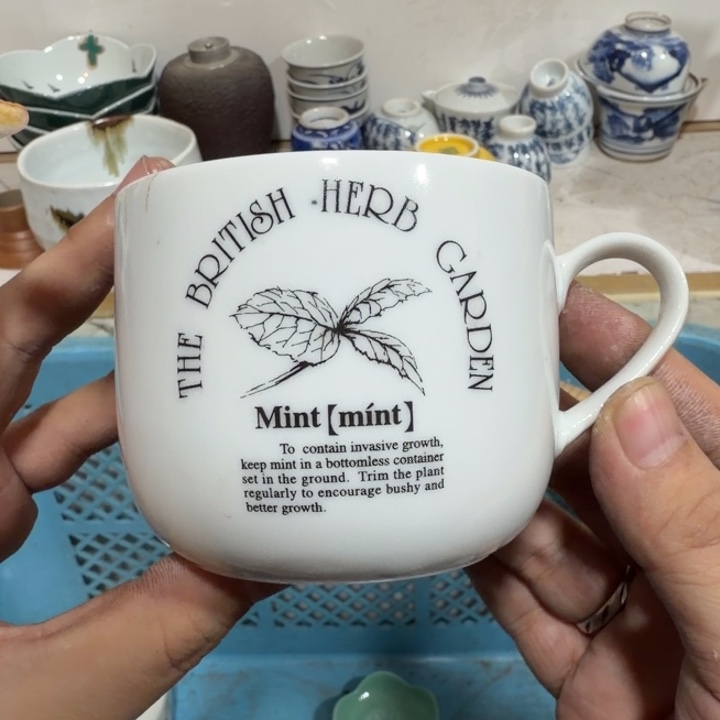 THE BRITISH HERB GARDEN
Mint【mínt】
To contain invasive growth,
keep mint in a bottomless container
set in the ground. Trim the plant
regularly to encourage bushy and
better growth.